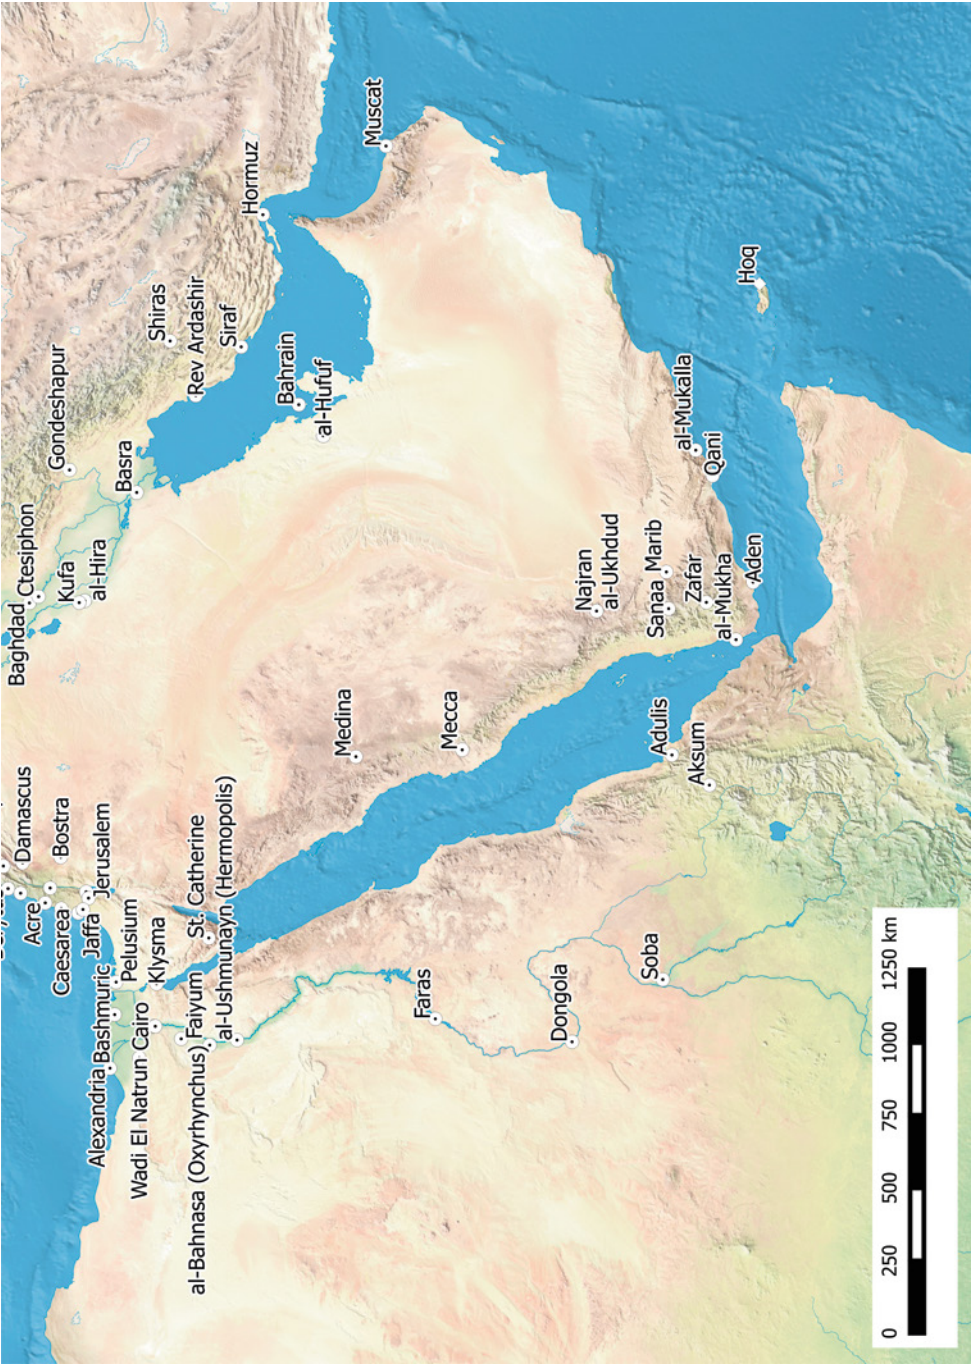 Damascus
Acre
Bostra
Caesarea
Jaffa
Jerusalem
Alexandria
Bashmuric
Pelusium
Wadi El Natrun
Cairo
Klysma
al-Bahnasa (Oxyrhynchus)
Faiyum
St. Catherine
al-Ushmunayn (Hermopolis)
Faras
Dongola
Soba
Baghdad
Ctesiphon
Kufa
al-Hira
Gondeshapur
Basra
Shiras
Rev Ardashir
Siraf
Hormuz
Bahrain
al-Hufuf
Muscat
Medina
Mecca
Najran
al-Ukhdud
Sanaa
Marib
Zafar
al-Mukha
Aden
al-Mukalla
Qani
Hoq
Adulis
Aksum
0 250 500 750 1000 1250 km